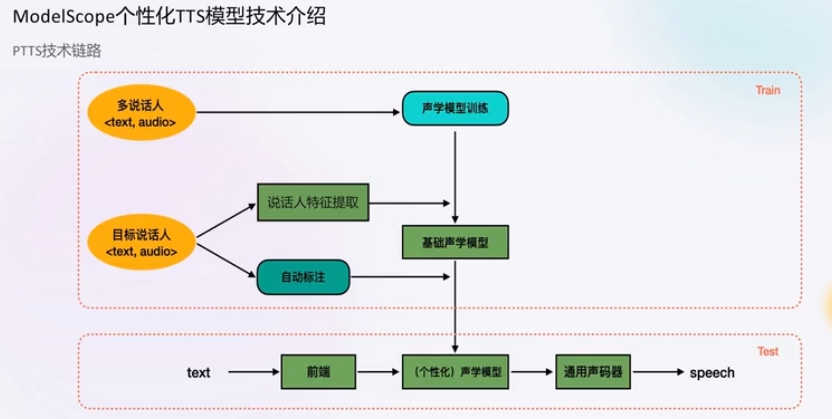 ModelScope个性化TTS模型技术介绍
PTTS技术链路
Train
多说话人
<text, audio>
声学模型训练
说话人特征提取
目标说话人
<text, audio>
基础声学模型
自动标注
Test
text
前端
（个性化）声学模型
通用声码器
speech